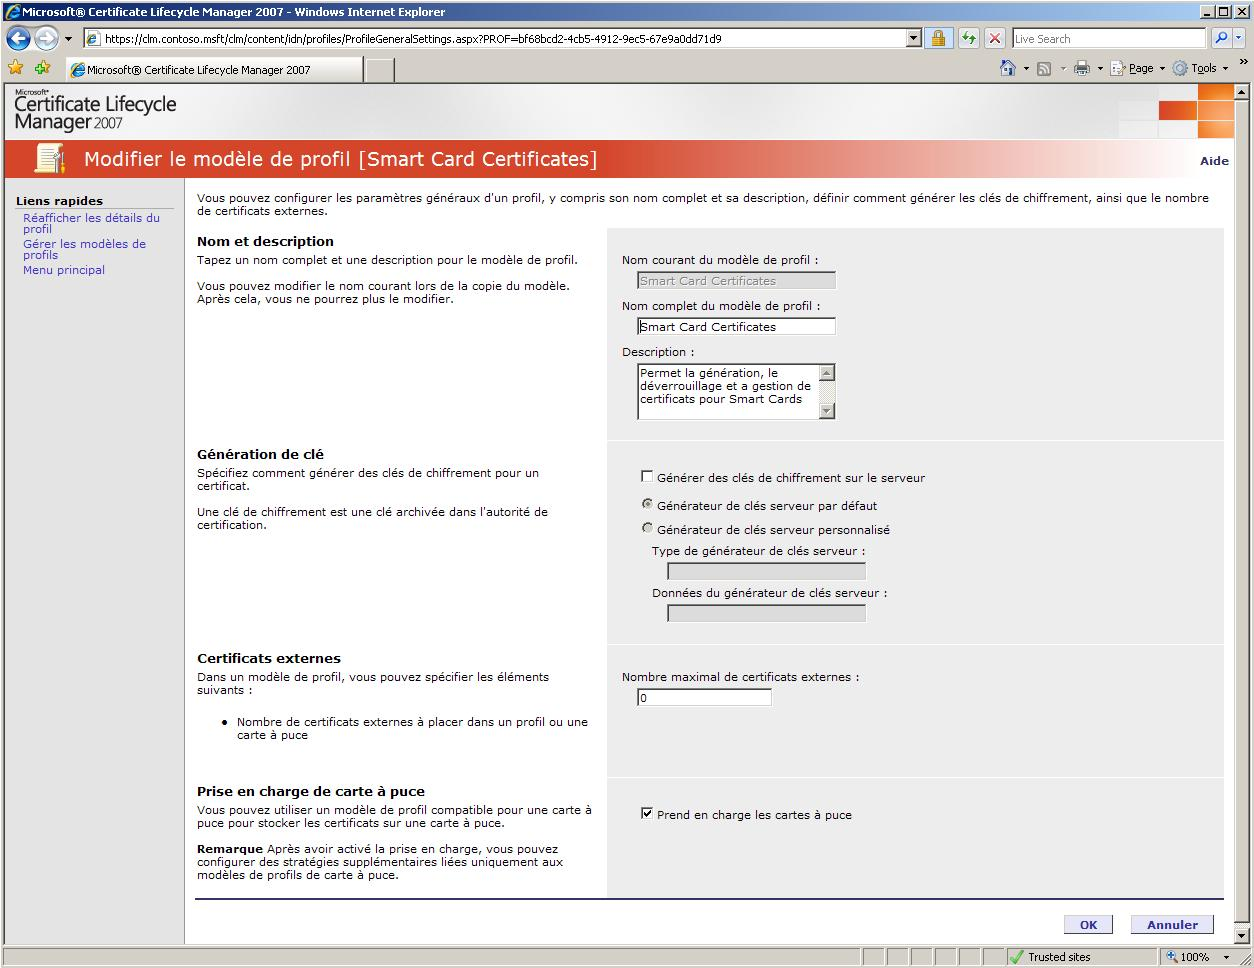 Microsoft® Certificate Lifecycle Manager 2007 - Windows Internet Explorer
https://clm.contoso.msft/clm/content/idn/profiles/ProfileGeneralSettings.aspx?PROF=bf68bcd2-4cb5-4912-9ec5-67e9a0dd71d9
Live Search
Microsoft® Certificate Lifecycle Manager 2007
Page
Tools
Microsoft®
Certificate Lifecycle
Manager 2007
Modifier le modèle de profil [Smart Card Certificates]
Aide
Liens rapides
Réafficher les détails du
profil
Gérer les modèles de
profils
Menu principal
Vous pouvez configurer les paramètres généraux d'un profil, y compris son nom complet et sa description, définir comment générer les clés de chiffrement, ainsi que le nombre
de certificats externes.
Nom et description
Tapez un nom complet et une description pour le modèle de profil.
Vous pouvez modifier le nom courant lors de la copie du modèle.
Après cela, vous ne pourrez plus le modifier.
Nom courant du modèle de profil :
Smart Card Certificates
Nom complet du modèle de profil :
Smart Card Certificates
Description :
Permet la génération, le
déverrouillage et a gestion de
certificats pour Smart Cards
Génération de clé
Spécifiez comment générer des clés de chiffrement pour un
certificat.
Une clé de chiffrement est une clé archivée dans l'autorité de
certification.
Générer des clés de chiffrement sur le serveur
Générateur de clés serveur par défaut
Générateur de clés serveur personnalisé
Type de générateur de clés serveur :
Données du générateur de clés serveur :
Certificats externes
Dans un modèle de profil, vous pouvez spécifier les éléments
suivants :
• Nombre de certificats externes à placer dans un profil ou une
carte à puce
Nombre maximal de certificats externes :
0
Prise en charge de carte à puce
Vous pouvez utiliser un modèle de profil compatible pour une carte à
puce pour stocker les certificats sur une carte à puce.
Remarque Après avoir activé la prise en charge, vous pouvez
configurer des stratégies supplémentaires liées uniquement aux
modèles de profils de carte à puce.
Prend en charge les cartes à puce
OK
Annuler
Trusted sites
100%